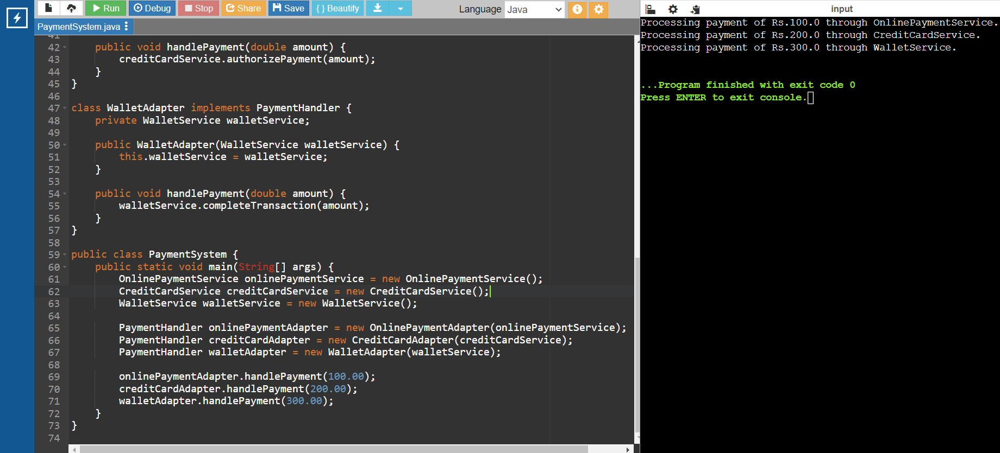 Run Debug Stop Share Save {} Beautify Language Java
PaymentSystem.java
41
42 public void handlePayment(double amount) {
43 creditCardService.authorizePayment(amount);
44 }
45 }
46
47 class WalletAdapter implements PaymentHandler {
48 private WalletService walletService;
49
50 public WalletAdapter(WalletService walletService) {
51 this.walletService = walletService;
52 }
53
54 public void handlePayment(double amount) {
55 walletService.completeTransaction(amount);
56 }
57 }
58
59 public class PaymentSystem {
60 public static void main(String[] args) {
61 OnlinePaymentService onlinePaymentService = new OnlinePaymentService();
62 CreditCardService creditCardService = new CreditCardService();
63 WalletService walletService = new WalletService();
64
65 PaymentHandler onlinePaymentAdapter = new OnlinePaymentAdapter(onlinePaymentService);
66 PaymentHandler creditCardAdapter = new CreditCardAdapter(creditCardService);
67 PaymentHandler walletAdapter = new WalletAdapter(walletService);
68
69 onlinePaymentAdapter.handlePayment(100.00);
70 creditCardAdapter.handlePayment(200.00);
71 walletAdapter.handlePayment(300.00);
72 }
73 }
74
input
Processing payment of Rs.100.0 through OnlinePaymentService.
Processing payment of Rs.200.0 through CreditCardService.
Processing payment of Rs.300.0 through WalletService.
...Program finished with exit code 0
Press ENTER to exit console.